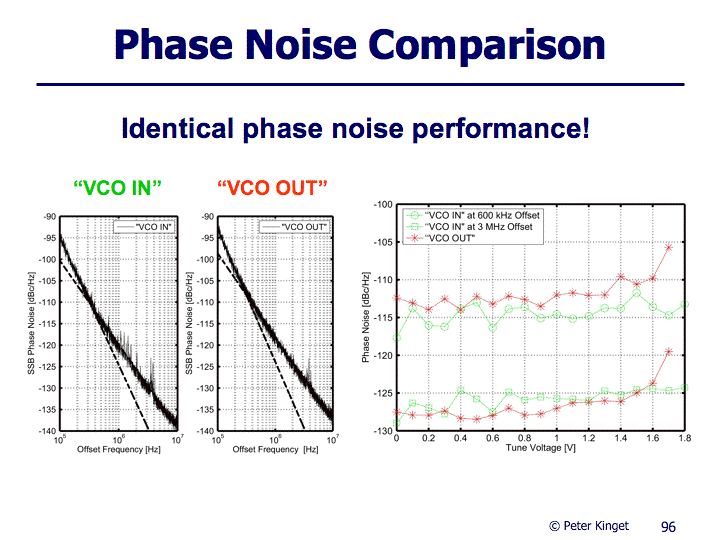 Phase Noise Comparison
Identical phase noise performance!
“VCO IN”
“VCO OUT”
-90
-95
-100
-105
-110
-115
-120
-125
-130
-135
-140
SSB Phase Noise [dBc/Hz]
"VCO IN"
10^5
10^6
10^7
Offset Frequency [Hz]
-90
-95
-100
-105
-110
-115
-120
-125
-130
-135
-140
SSB Phase Noise [dBc/Hz]
"VCO OUT"
10^5
10^6
10^7
Offset Frequency [Hz]
-100
-105
-110
-115
-120
-125
-130
Phase Noise [dBc/Hz]
"VCO IN" at 600 kHz Offset
"VCO IN" at 3 MHz Offset
"VCO OUT"
0
0.2
0.4
0.6
0.8
1.0
1.2
1.4
1.6
1.8
Tune Voltage [V]
© Peter Kinget
96